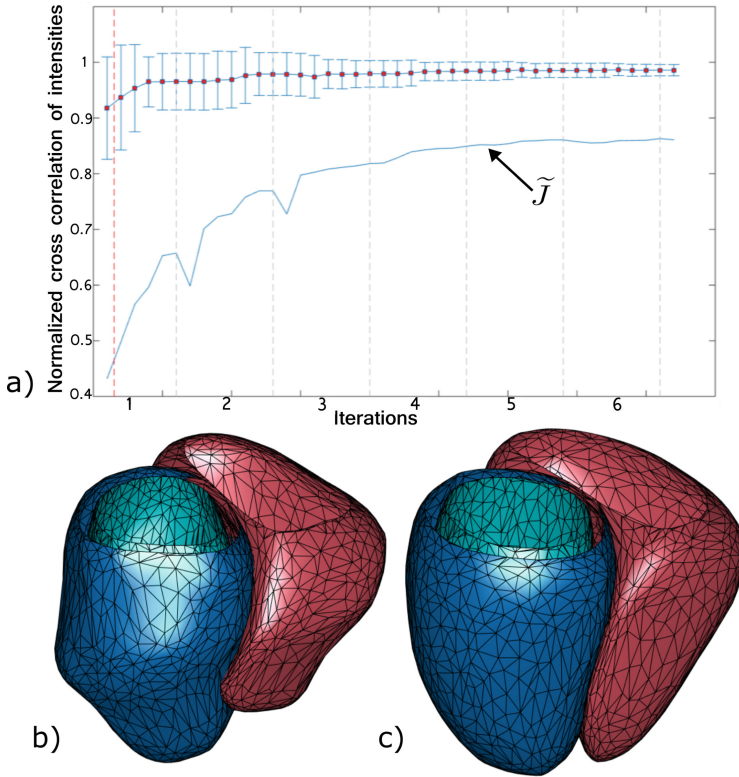 Normalized cross correlation of intensities
1
0.9
0.8
0.7
0.6
0.5
0.4
J̃
a)
1 2 3 4 5 6
Iterations
b)
c)